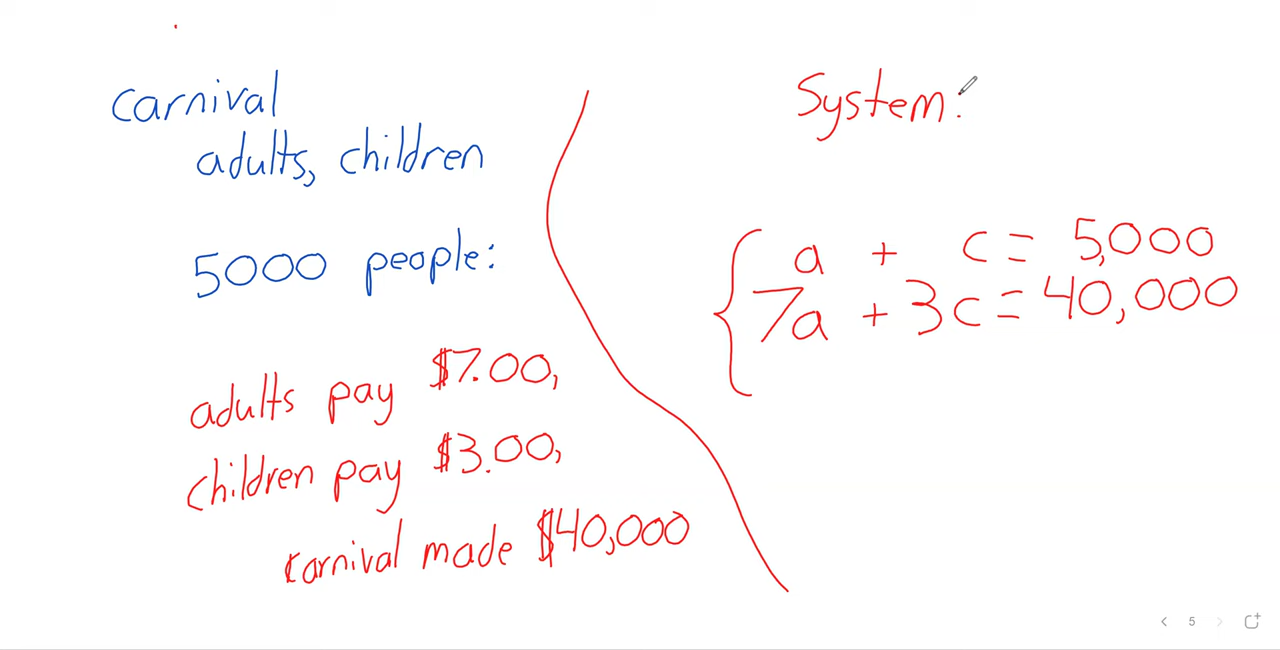 carnival
adults, children
5000 people:
adults pay $7.00,
children pay $3.00,
carnival made $40,000
System:
a + c = 5,000
7a + 3c = 40,000
5